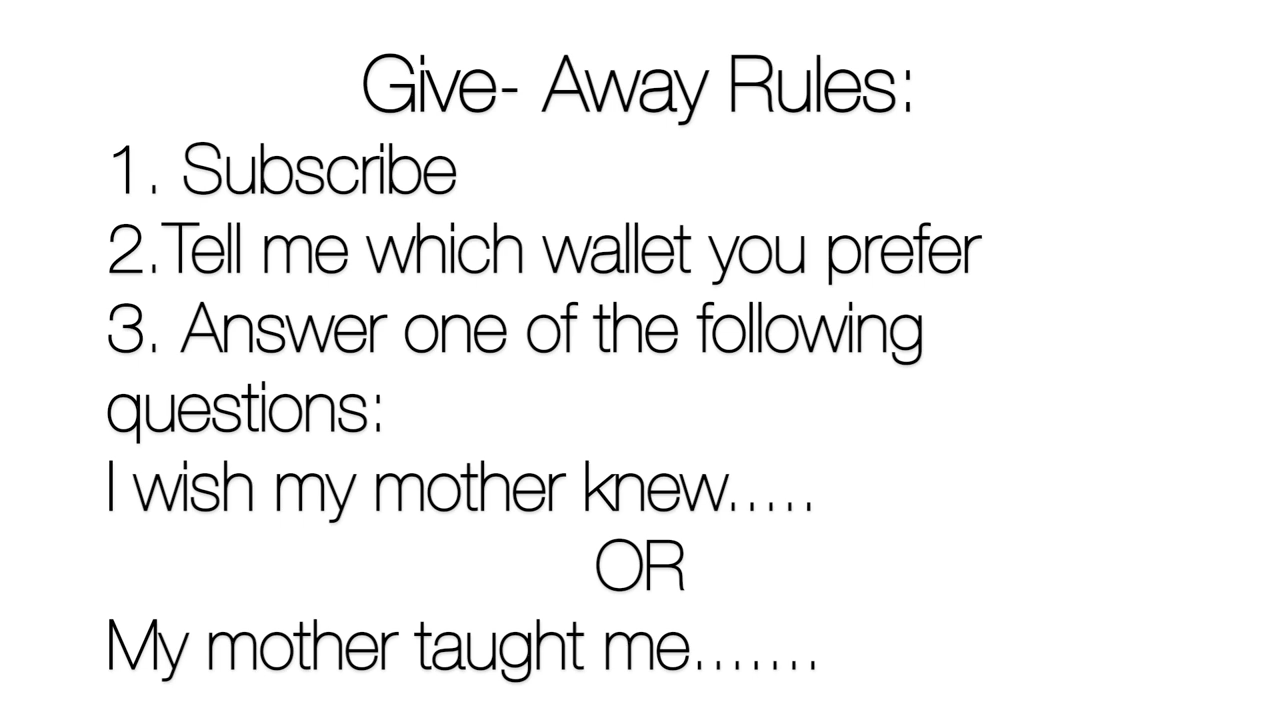 Give- Away Rules:
1. Subscribe
2.Tell me which wallet you prefer
3. Answer one of the following
questions:
I wish my mother knew.....
OR
My mother taught me.......